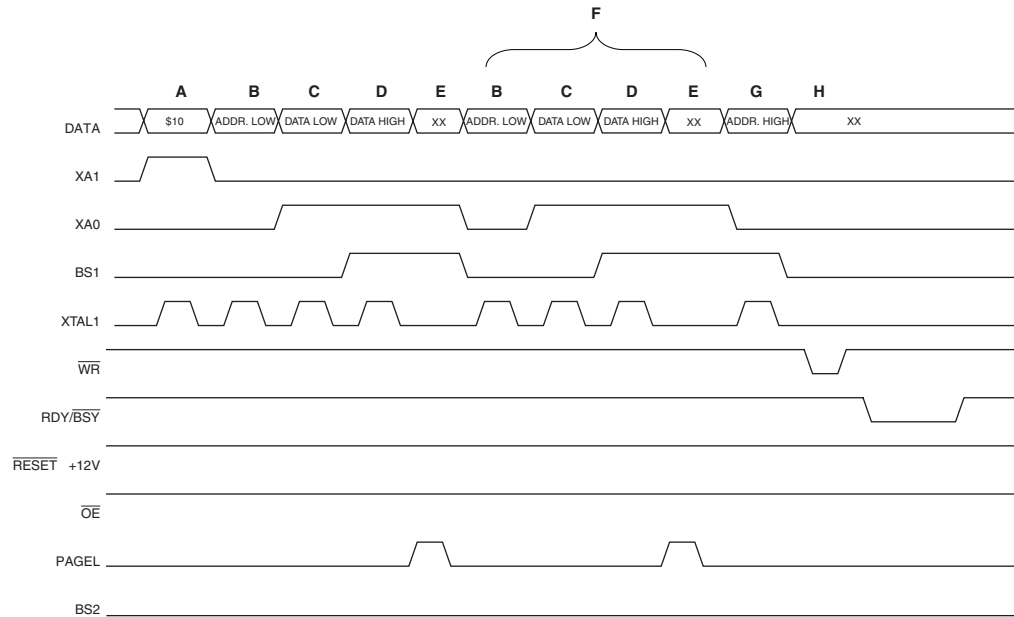 F
A B C D E B C D E G H
DATA $10 ADDR. LOW DATA LOW DATA HIGH XX ADDR. LOW DATA LOW DATA HIGH XX ADDR. HIGH XX
XA1
XA0
BS1
XTAL1
WR
RDY/BSY
RESET +12V
OE
PAGEL
BS2